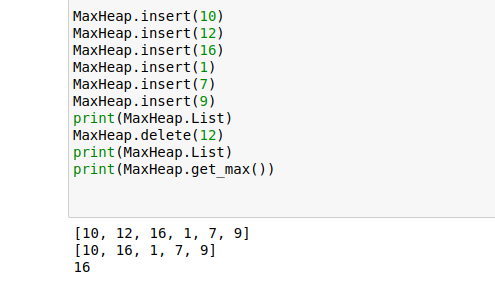 MaxHeap.insert(10)
MaxHeap.insert(12)
MaxHeap.insert(16)
MaxHeap.insert(1)
MaxHeap.insert(7)
MaxHeap.insert(9)
print(MaxHeap.List)
MaxHeap.delete(12)
print(MaxHeap.List)
print(MaxHeap.get_max())
[10, 12, 16, 1, 7, 9]
[10, 16, 1, 7, 9]
16